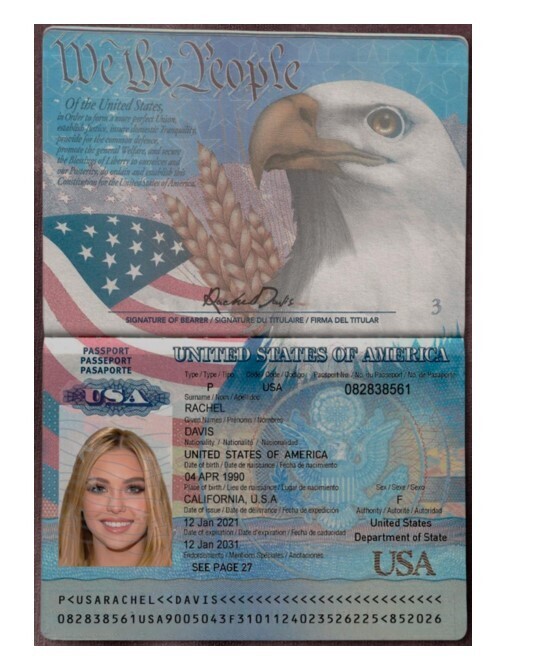 We the People
Of the United States,
in Order to form a more perfect Union,
establish Justice, insure domestic Tranquility,
provide for the common defence,
promote the general Welfare, and secure
the Blessings of Liberty to ourselves and
our Posterity, do ordain and establish this
Constitution for the United States of America.
Rachel Davis
3
SIGNATURE OF BEARER / SIGNATURE DU TITULAIRE / FIRMA DEL TITULAR
PASSPORT
PASSEPORT
PASAPORTE
UNITED STATES OF AMERICA
USA
Type / Type / Tipo Code / Code / Codigo Passport No. / No. du Passeport / No. de Pasaporte
P USA 082838561
Surname / Nom / Apellidos
RACHEL
Given Names / Prénoms / Nombres
DAVIS
Nationality / Nationalité / Nacionalidad
UNITED STATES OF AMERICA
Date of birth / Date de naissance / Fecha de nacimiento
04 APR 1990
Place of birth / Lieu de naissance / Lugar de nacimiento Sex / Sexe / Sexo
CALIFORNIA, U.S.A F
Date of issue / Date de délivrance / Fecha de expedición Authority / Autorité / Autoridad
12 Jan 2021 United States
Date of expiration / Date d'expiration / Fecha de caducidad Department of State
12 Jan 2031
Endorsements / Mentions Spéciales / Anotaciones
SEE PAGE 27
USA
P<USARACHEL<<DAVIS<<<<<<<<<<<<<<<<<<<<<<<<<<
082838561USA9005043F3101124023526225<852026